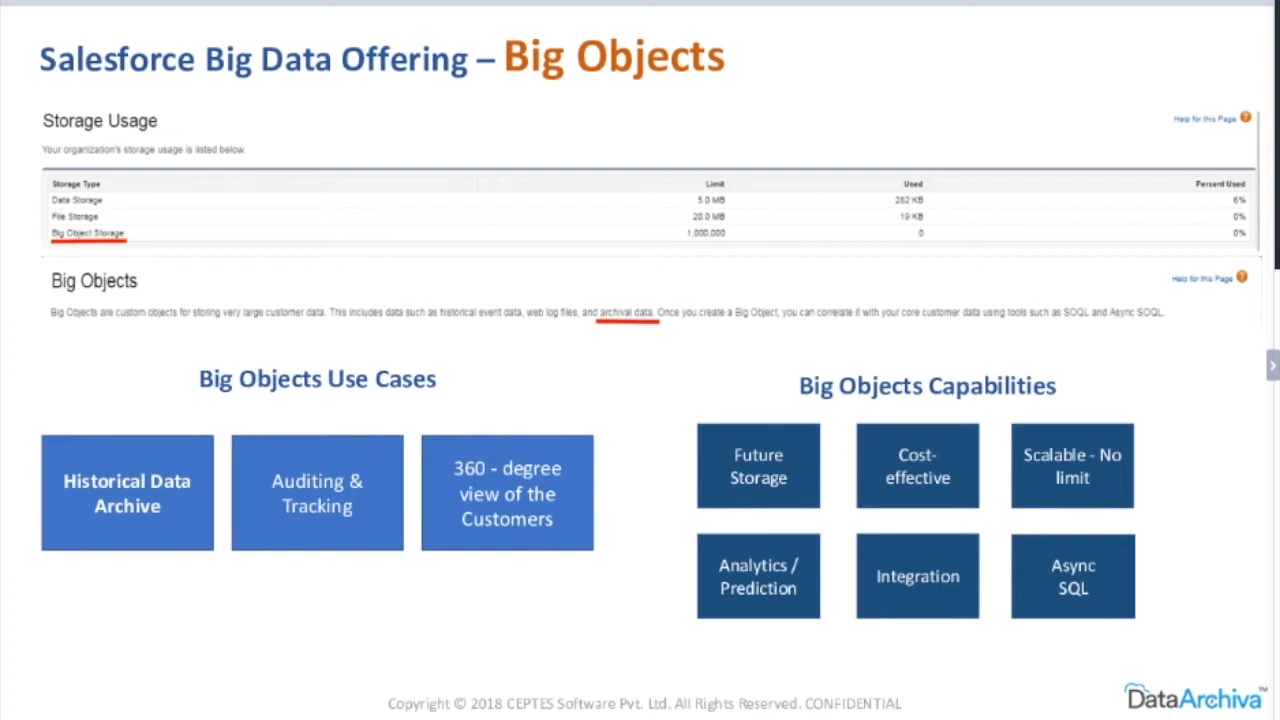 Salesforce Big Data Offering – Big Objects
Storage Usage
Help for this Page ?
Your organization's storage usage is listed below.
Storage Type Limit Used Percent Used
Data Storage 5.0 MB 282 KB 6%
File Storage 20.0 MB 19 KB 0%
Big Object Storage 1,000,000 0 0%
Big Objects
Help for this Page ?
Big Objects are custom objects for storing very large customer data. This includes data such as historical event data, web log files, and archival data. Once you create a Big Object, you can correlate it with your core customer data using tools such as SOQL and Async SOQL.
Big Objects Use Cases
Historical Data
Archive
Auditing &
Tracking
360 - degree
view of the
Customers
Big Objects Capabilities
Future
Storage
Cost-
effective
Scalable - No
limit
Analytics /
Prediction
Integration
Async
SQL
Copyright © 2018 CEPTES Software Pvt. Ltd. All Rights Reserved. CONFIDENTIAL
DataArchiva™